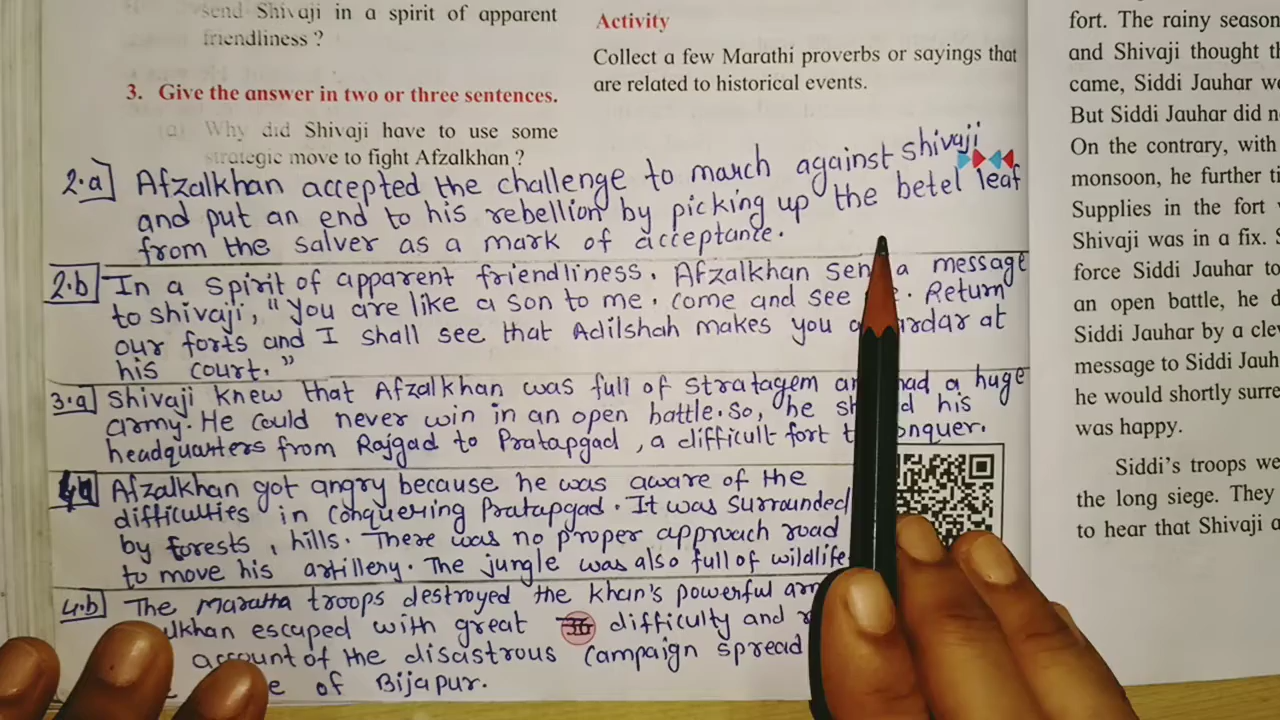 send Shivaji in a spirit of apparent
friendliness ?
3. Give the answer in two or three sentences.
(a) Why did Shivaji have to use some
strategic move to fight Afzalkhan ?
Activity
Collect a few Marathi proverbs or sayings that
are related to historical events.
2.a] Afzalkhan accepted the challenge to march against shivaji
and put an end to his rebellion by picking up the betel leaf
from the salver as a mark of acceptance.
2.b In a spirit of apparent friendliness. Afzalkhan sen a message
to shivaji, "You are like a son to me. come and see . Return
our forts and I shall see that Adilshah makes you a ardar at
his court."
3.a] Shivaji knew that Afzalkhan was full of stratagem an had a huge
army. He could never win in an open battle. So, he sh d his
headquarters from Rajgad to Pratapgad, a difficult fort t onquer.
Afzalkhan got angry because he was aware of the
difficulties in conquering Pratapgad. It was surrounded
by forests, hills. There was no proper approach road
to move his artillery. The jungle was also full of wildlife
4.b The Maratha troops destroyed the khan's powerful arm
ulkhan escaped with great 36 difficulty and
account of the disastrous campaign spread
e of Bijapur.
fort. The rainy season
and Shivaji thought th
came, Siddi Jauhar w
But Siddi Jauhar did n
On the contrary, with
monsoon, he further ti
Supplies in the fort
Shivaji was in a fix. S
force Siddi Jauhar to
an open battle, he d
Siddi Jauhar by a cle
message to Siddi Jauh
he would shortly surre
was happy.
Siddi's troops we
the long siege. They
to hear that Shivaji a